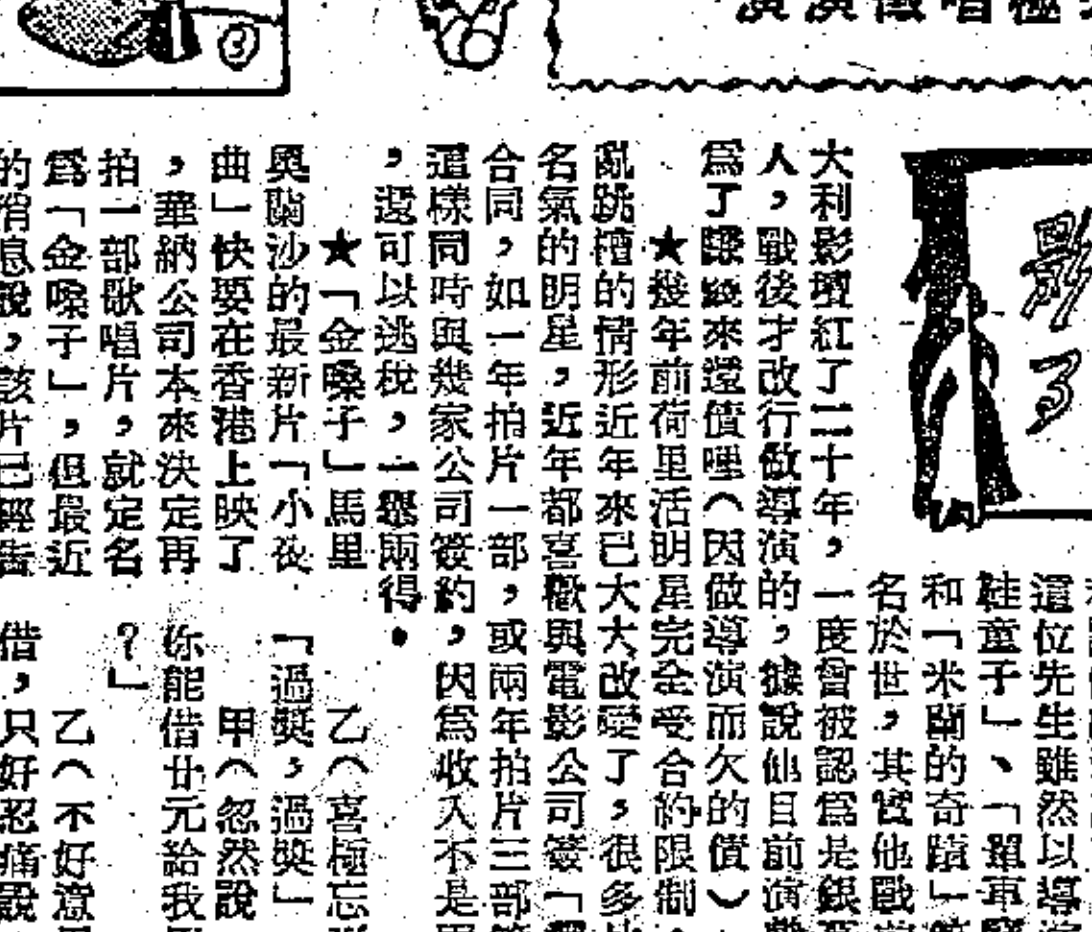 ③
影
了
這位先生雖然以導
鞋童子」、「單車
和「米蘭的奇蹟」
名於世，其實他戰
大利影壇紅了二十年，一度曾被認爲是銀
人，戰後才改行做導演的，據說他目前演
爲了賺錢來還債哩（因做導演而欠的債）
★幾年前荷里活明星完全受合約限制
亂跳槽的情形近年來已大大改變了，很多
名氣的明星，近年都喜歡與電影公司簽「
合同，如一年拍片一部，或兩年拍片三部
這樣同時與幾家公司簽約，因爲收入不是
，還可以逃稅，一舉兩得。
★「金嗓子」馬里
奧蘭沙的最新片「小夜
曲」快要在香港上映了
，華納公司本來決定再
拍一部歌唱片，就定名
爲「金嗓子」，但最近
的消息說，該片已經告
乙（喜極忘
「過獎，過獎」
甲（忽然說
你能借廿元給我
？」
乙（不好意
借，只好忍痛說